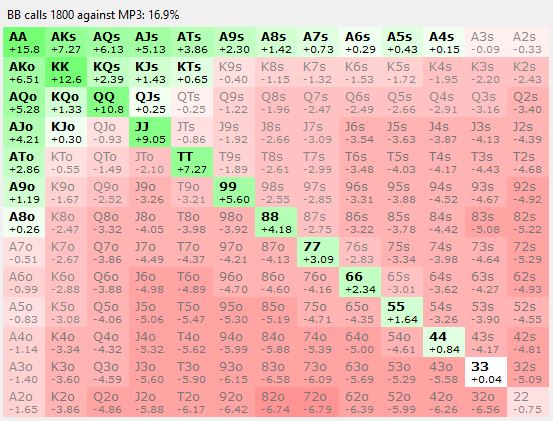 BB calls 1800 against MP3: 16.9%
AA AKs AQs AJs ATs A9s A8s A7s A6s A5s A4s A3s A2s
+15.8 +7.27 +6.13 +5.13 +3.86 +2.30 +1.42 +0.73 +0.29 +0.43 +0.15 -0.09 -0.33
AKo KK KQs KJs KTs K9s K8s K7s K6s K5s K4s K3s K2s
+6.51 +12.6 +2.39 +1.43 +0.65 -0.40 -1.15 -1.32 -1.53 -1.72 -1.95 -2.20 -2.43
AQo KQo QQ QJs QTs Q9s Q8s Q7s Q6s Q5s Q4s Q3s Q2s
+5.28 +1.33 +10.8 +0.25 -0.25 -1.22 -1.96 -2.47 -2.49 -2.66 -2.91 -3.16 -3.40
AJo KJo QJo JJ JTs J9s J8s J7s J6s J5s J4s J3s J2s
+4.21 +0.30 -0.93 +9.05 -0.86 -1.92 -2.66 -3.09 -3.54 -3.63 -3.87 -4.13 -4.39
ATo KTo QTo JTo TT T9s T8s T7s T6s T5s T4s T3s T2s
+2.86 -0.55 -1.49 -2.10 +7.27 -1.89 -2.61 -2.99 -3.48 -4.03 -4.17 -4.43 -4.68
A9o K9o Q9o J9o T9o 99 98s 97s 96s 95s 94s 93s 92s
+1.19 -1.67 -2.52 -3.26 -3.21 +5.60 -2.55 -2.85 -3.31 -3.88 -4.52 -4.67 -4.92
A8o K8o Q8o J8o T8o 98o 88 87s 86s 85s 84s 83s 82s
+0.26 -2.47 -3.32 -4.05 -3.98 -3.92 +4.18 -2.75 -3.22 -3.78 -4.42 -5.08 -5.22
A7o K7o Q7o J7o T7o 97o 87o 77 76s 75s 74s 73s 72s
-0.51 -2.67 -3.86 -4.49 -4.37 -4.21 -4.13 +3.09 -2.83 -3.34 -3.98 -4.64 -5.29
A6o K6o Q6o J6o T6o 96o 86o 76o 66 65s 64s 63s 62s
-0.99 -2.88 -3.88 -4.98 -4.89 -4.70 -4.60 -4.16 +2.34 -3.01 -3.62 -4.27 -4.93
A5o K5o Q5o J5o T5o 95o 85o 75o 65o 55 54s 53s 52s
-0.83 -3.08 -4.06 -5.06 -5.47 -5.30 -5.19 -4.71 -4.35 +1.64 -3.26 -3.90 -4.55
A4o K4o Q4o J4o T4o 94o 84o 74o 64o 54o 44 43s 42s
-1.14 -3.34 -4.32 -5.32 -5.62 -5.99 -5.88 -5.39 -5.00 -4.61 +0.84 -4.17 -4.81
A3o K3o Q3o J3o T3o 93o 83o 73o 63o 53o 43o 33 32s
-1.40 -3.60 -4.59 -5.60 -5.90 -6.15 -6.58 -6.09 -5.69 -5.29 -5.58 +0.04 -5.09
A2o K2o Q2o J2o T2o 92o 82o 72o 62o 52o 42o 32o 22
-1.65 -3.86 -4.86 -5.88 -6.17 -6.42 -6.74 -6.79 -6.39 -5.99 -6.26 -6.56 -0.75